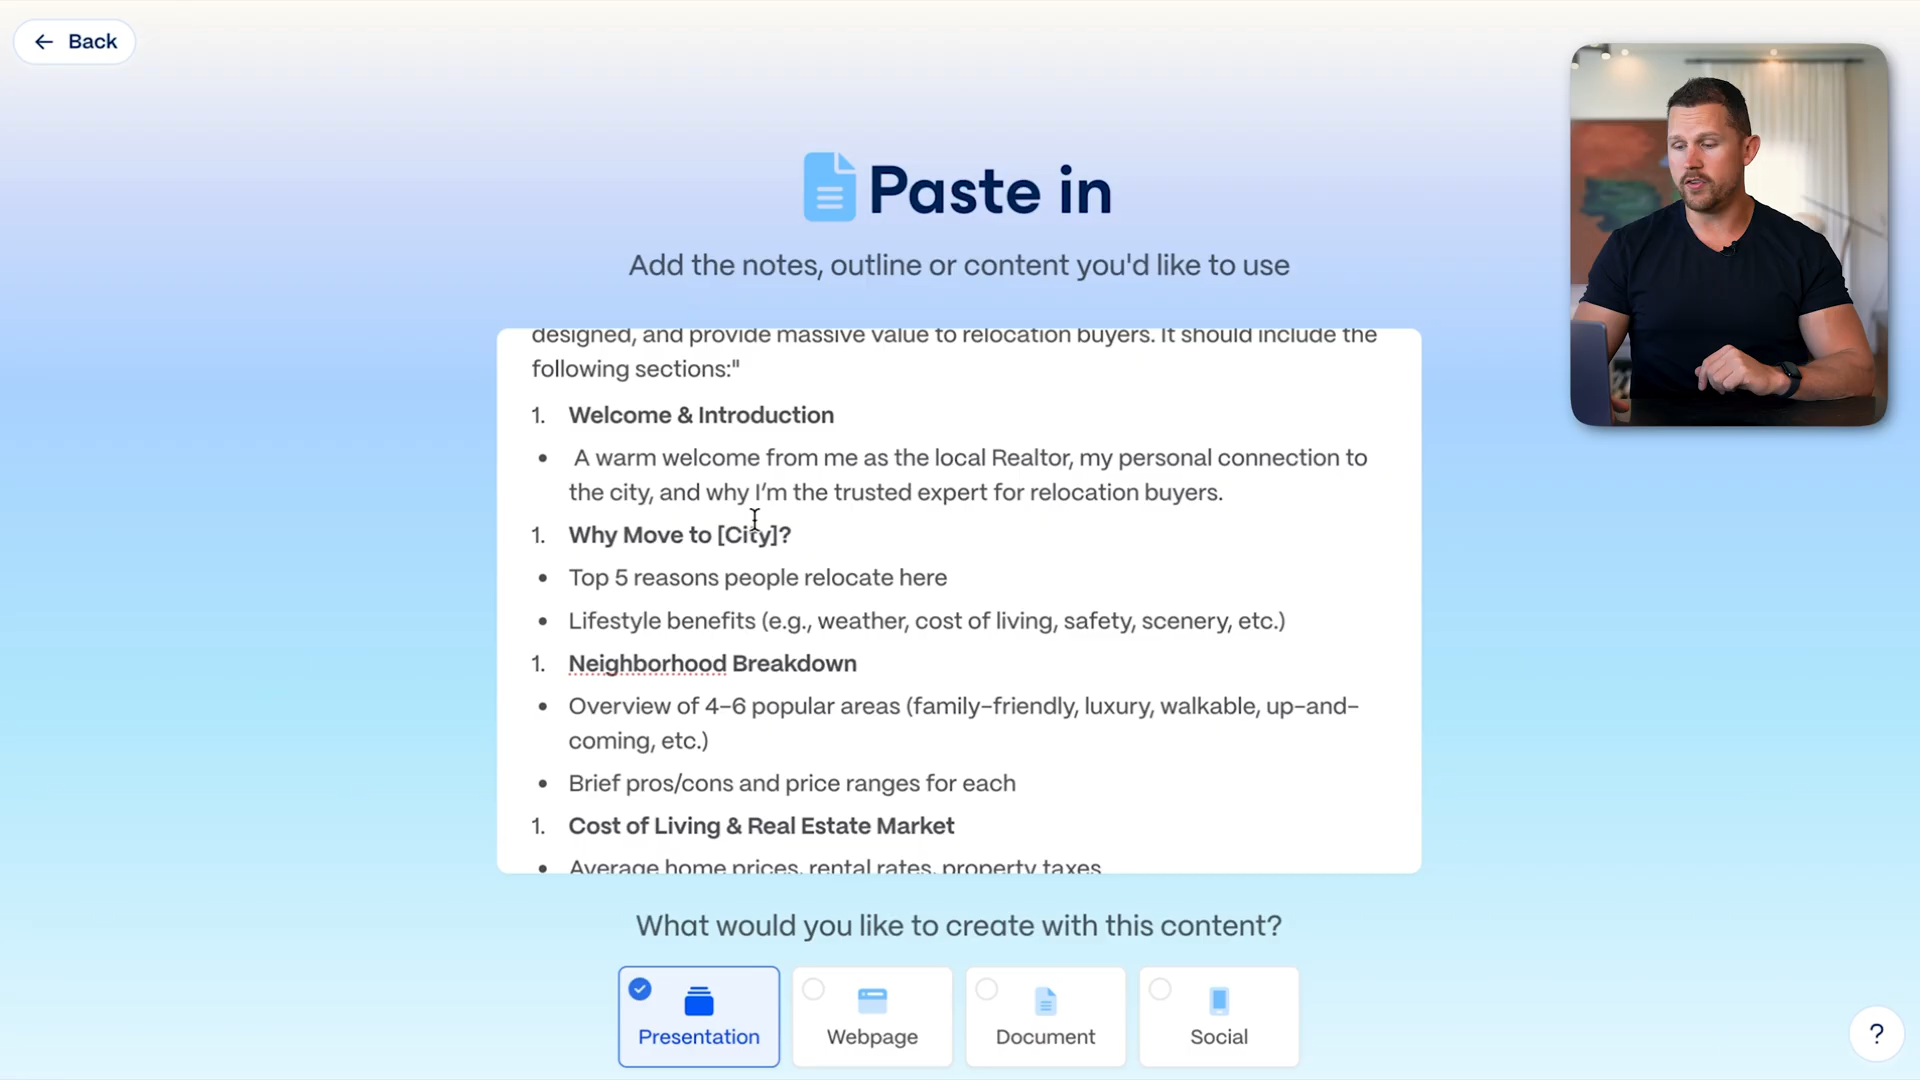 Back
Paste in
Add the notes, outline or content you'd like to use
designed, and provide massive value to relocation buyers. It should include the
following sections:"
1. Welcome & Introduction
• A warm welcome from me as the local Realtor, my personal connection to
the city, and why I’m the trusted expert for relocation buyers.
1. Why Move to [City]?
• Top 5 reasons people relocate here
• Lifestyle benefits (e.g., weather, cost of living, safety, scenery, etc.)
1. Neighborhood Breakdown
• Overview of 4–6 popular areas (family-friendly, luxury, walkable, up-and-
coming, etc.)
• Brief pros/cons and price ranges for each
1. Cost of Living & Real Estate Market
• Average home prices, rental rates, property taxes
What would you like to create with this content?
Presentation
Webpage
Document
Social
?